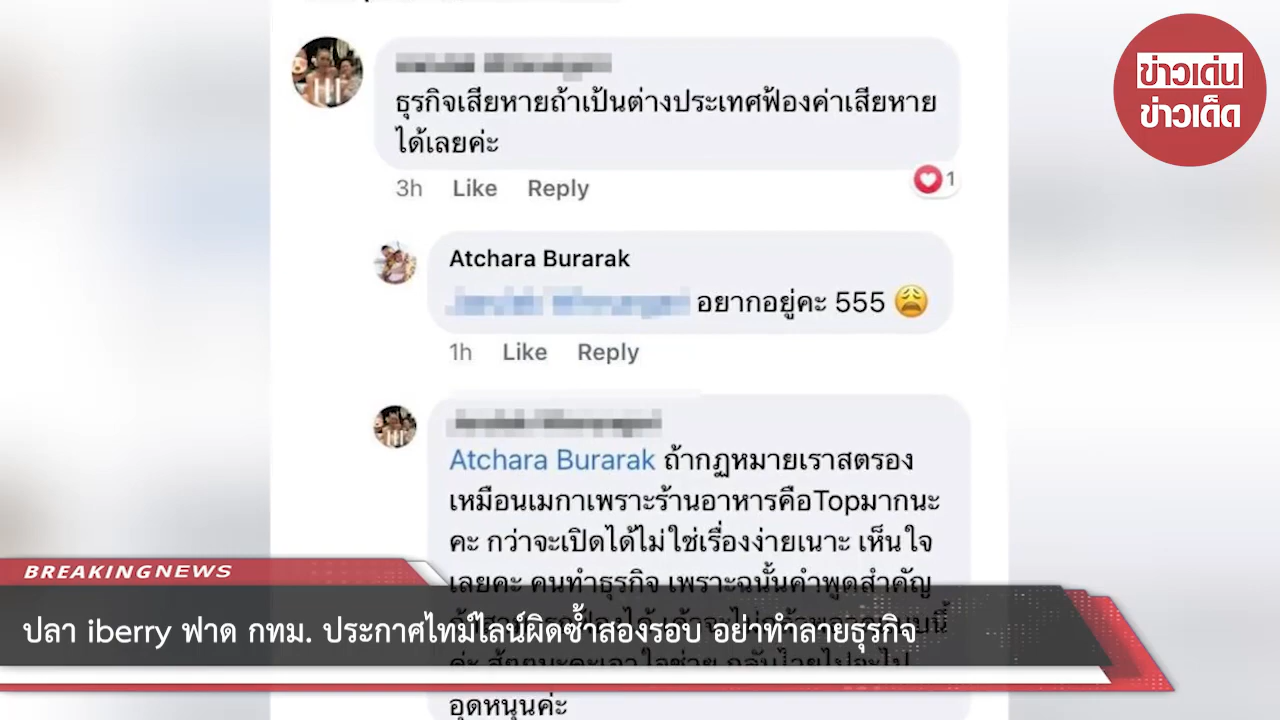 ข่าวเด่น
ข่าวเด็ด
HI
ธุรกิจเสียหายถ้าเป้นต่างประเทศฟ้องค่าเสียหาย
ได้เลยค่ะ
3h Like Reply
1
Atchara Burarak
อยากอยู่คะ 555 😩
1h Like Reply
HI
Atchara Burarak ถ้ากฏหมายเราสตรอง
เหมือนเมกาเพราะร้านอาหารคือTopมากนะ
คะ กว่าจะเปิดได้ไม่ใช่เรื่องง่ายเนาะ เห็นใจ
เลยคะ คนทำธุรกิจ เพราะฉนั้นคำพูดสำคัญ
BREAKINGNEWS
ปลา iberry ฟาด กทม. ประกาศไทม์ไลน์ผิดซ้ำสองรอบ อย่าทำลายธุรกิจ
อุดหนุนค่ะ